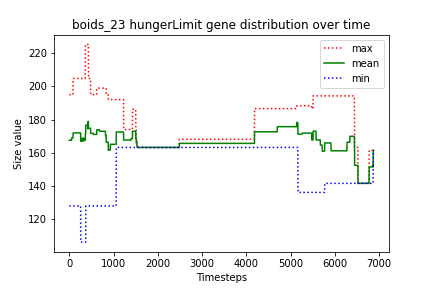 boids_23 hungerLimit gene distribution over time
max
mean
min
Size value
220
200
180
160
140
120
0
1000
2000
3000
4000
5000
6000
7000
Timesteps